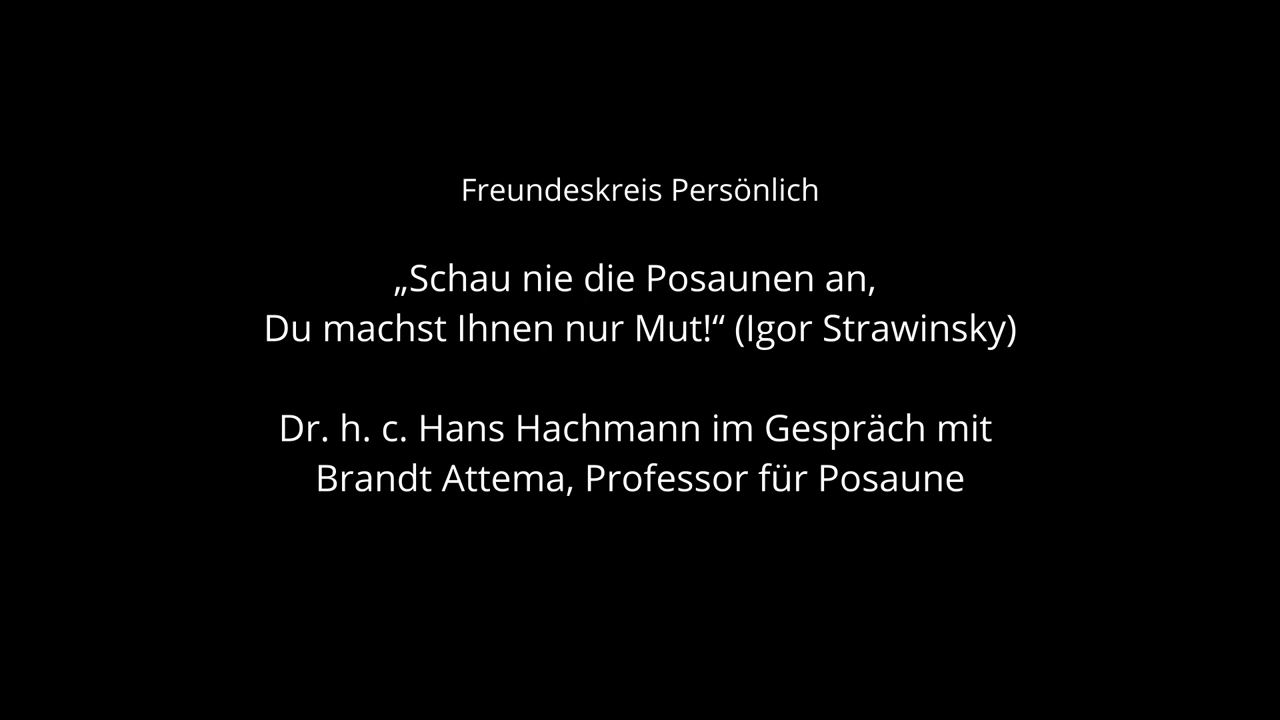 Freundeskreis Persönlich
„Schau nie die Posaunen an,
Du machst Ihnen nur Mut!“ (Igor Strawinsky)
Dr. h. c. Hans Hachmann im Gespräch mit
Brandt Attema, Professor für Posaune